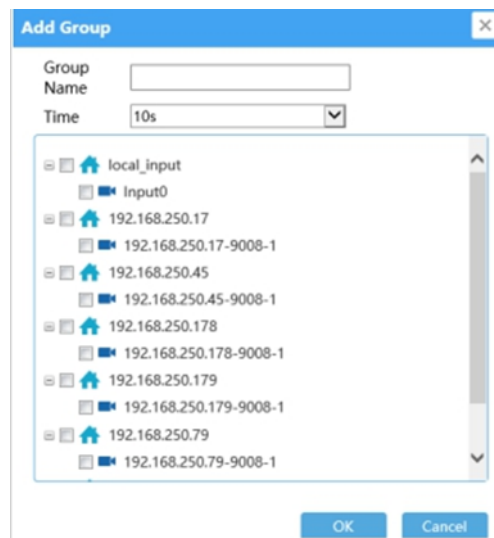 Add Group
Group
Name
Time 10s
local_input
Input0
192.168.250.17
192.168.250.17-9008-1
192.168.250.45
192.168.250.45-9008-1
192.168.250.178
192.168.250.178-9008-1
192.168.250.179
192.168.250.179-9008-1
192.168.250.79
192.168.250.79-9008-1
OK Cancel